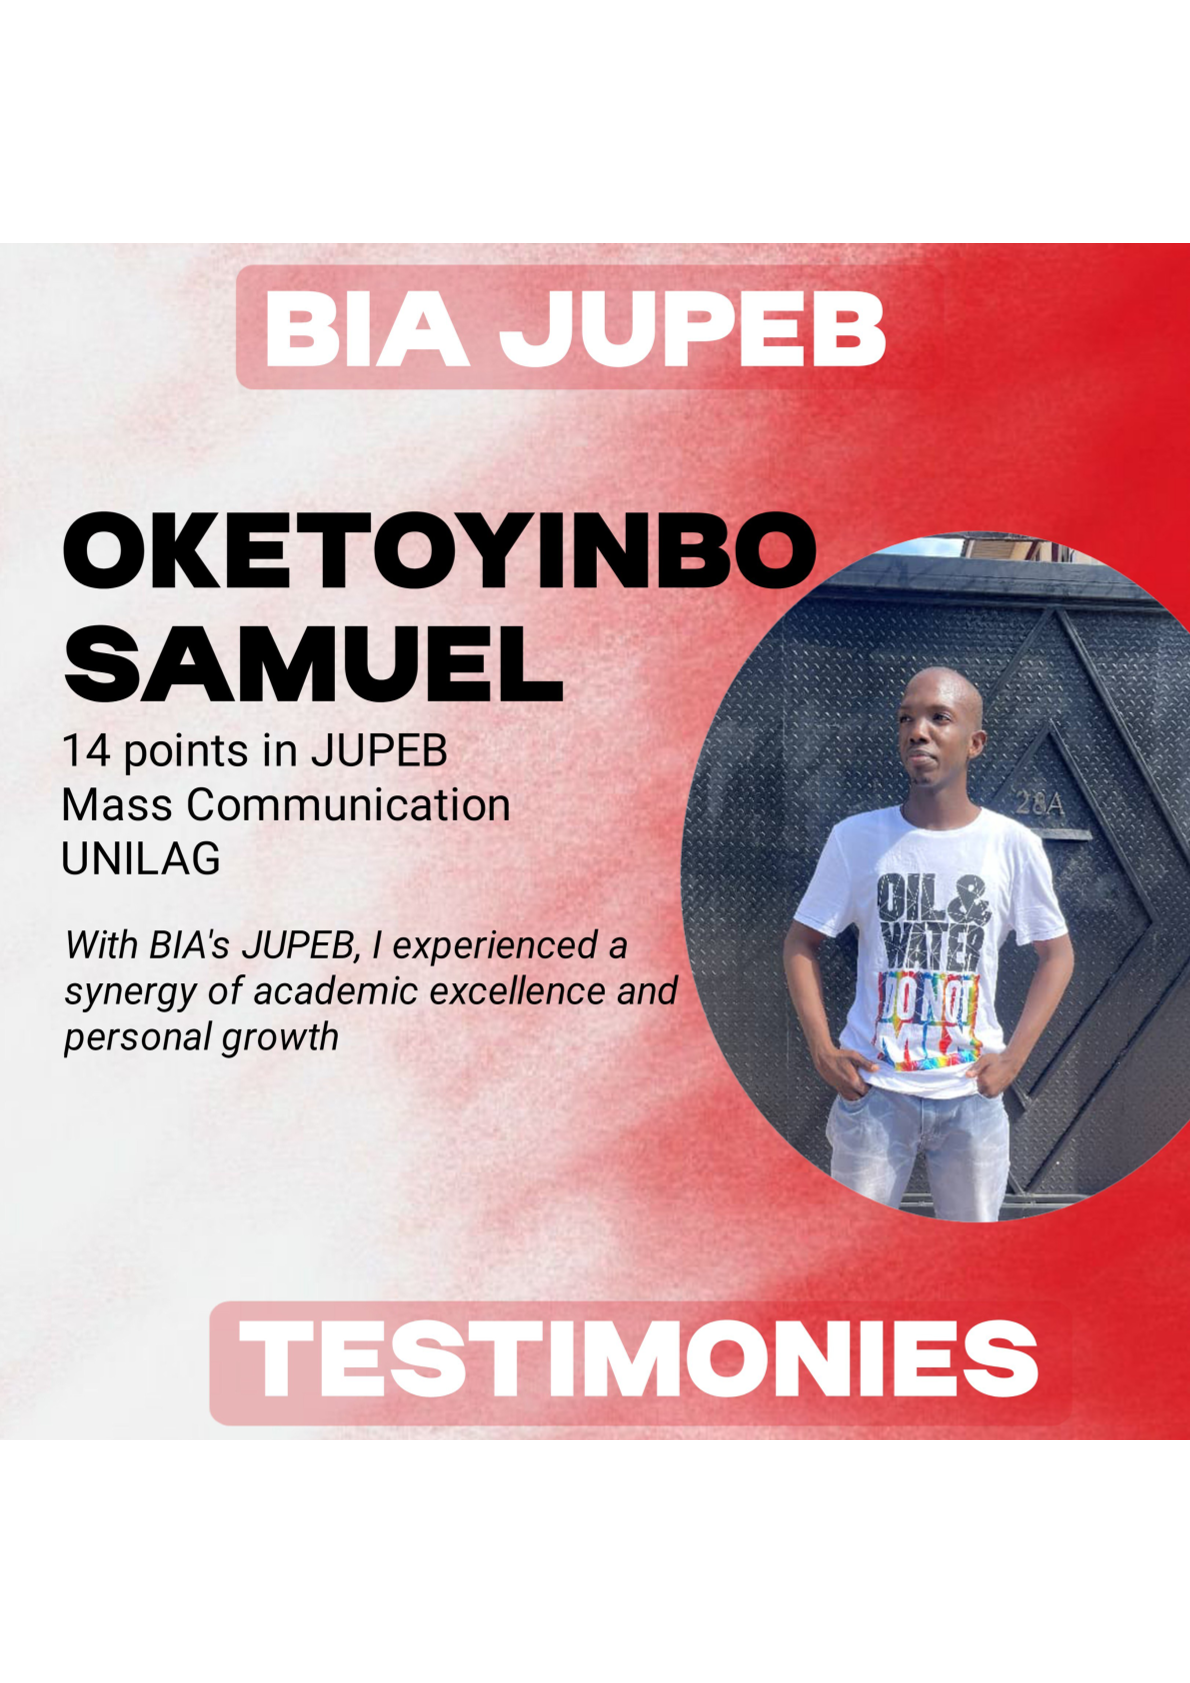 BIA JUPEB
OKETOYINBO
SAMUEL
14 points in JUPEB
Mass Communication
UNILAG
With BIA's JUPEB, I experienced a
synergy of academic excellence and
personal growth
28A
OIL &
WATER
DO NOT
MIX
TESTIMONIES